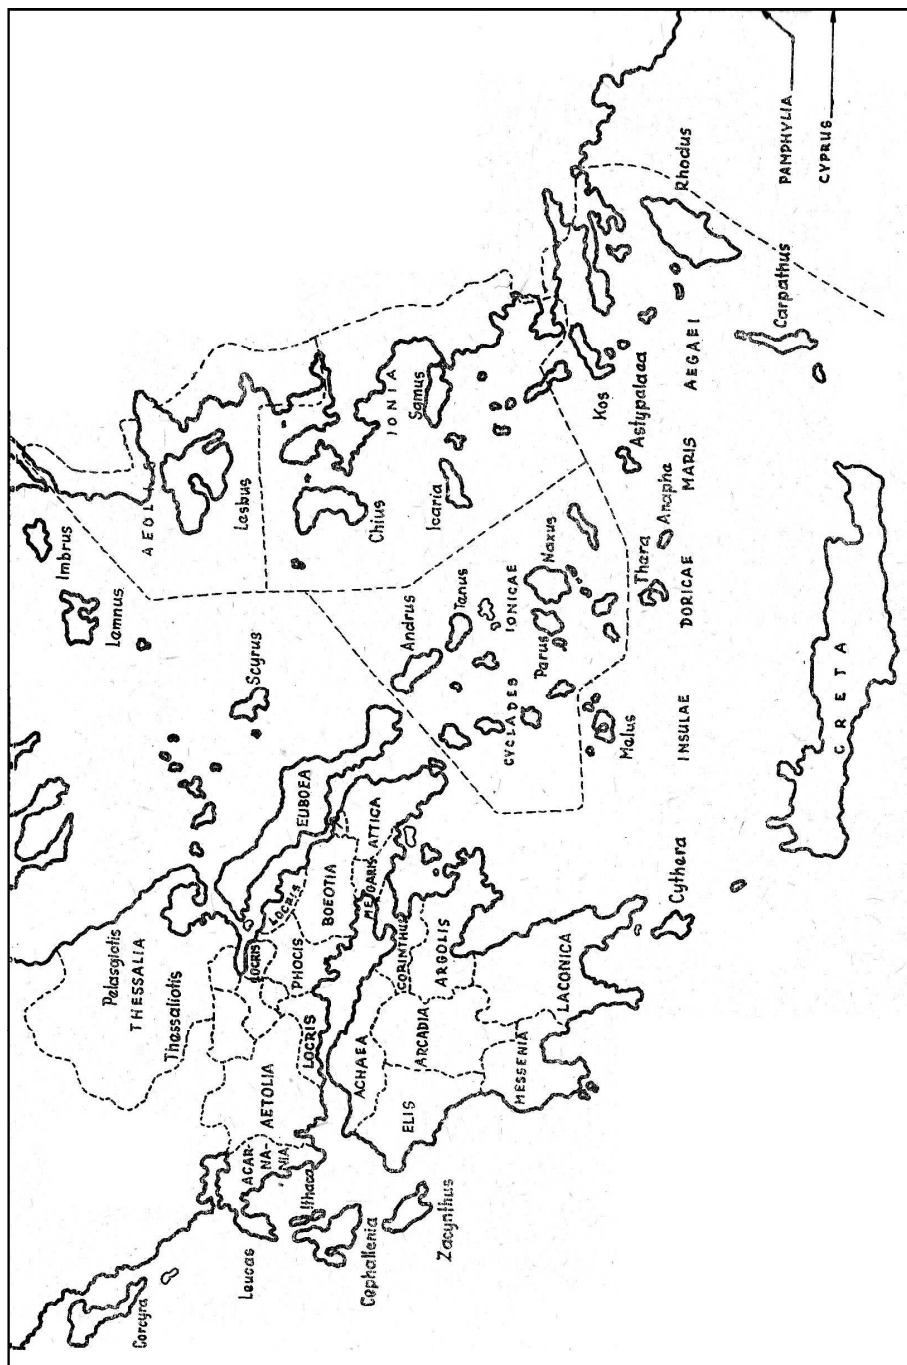 Corcyra
Leucas
Cephallenia
Ithaca
Zacynthus
ACAR-
NA-
NIA
AETOLIA
LOCRIS
Pelasgiotis
THESSALIA
Thessaliotis
LOCRIS
PHOCIS
LOCRIS
BOEOTIA
EUBOEA
ATTICA
MEGARIS
CORINTHUS
ACHAEA
ELIS
ARCADIA
ARGOLIS
MESSENIA
LACONICA
Cythera
Imbrus
Lemnus
Scyrus
AEOLI
Lesbus
Chius
IONIA
Samus
Icaria
Andrus
Tenus
CYCLADES IONICAE
Parus
Naxus
Melus
Thera
Anaphe
Astypalaea
Kos
INSULAE DORICAE MARIS AEGAEI
Rhodus
Carpathus
CRETA
PAMPHYLIA
CYPRUS